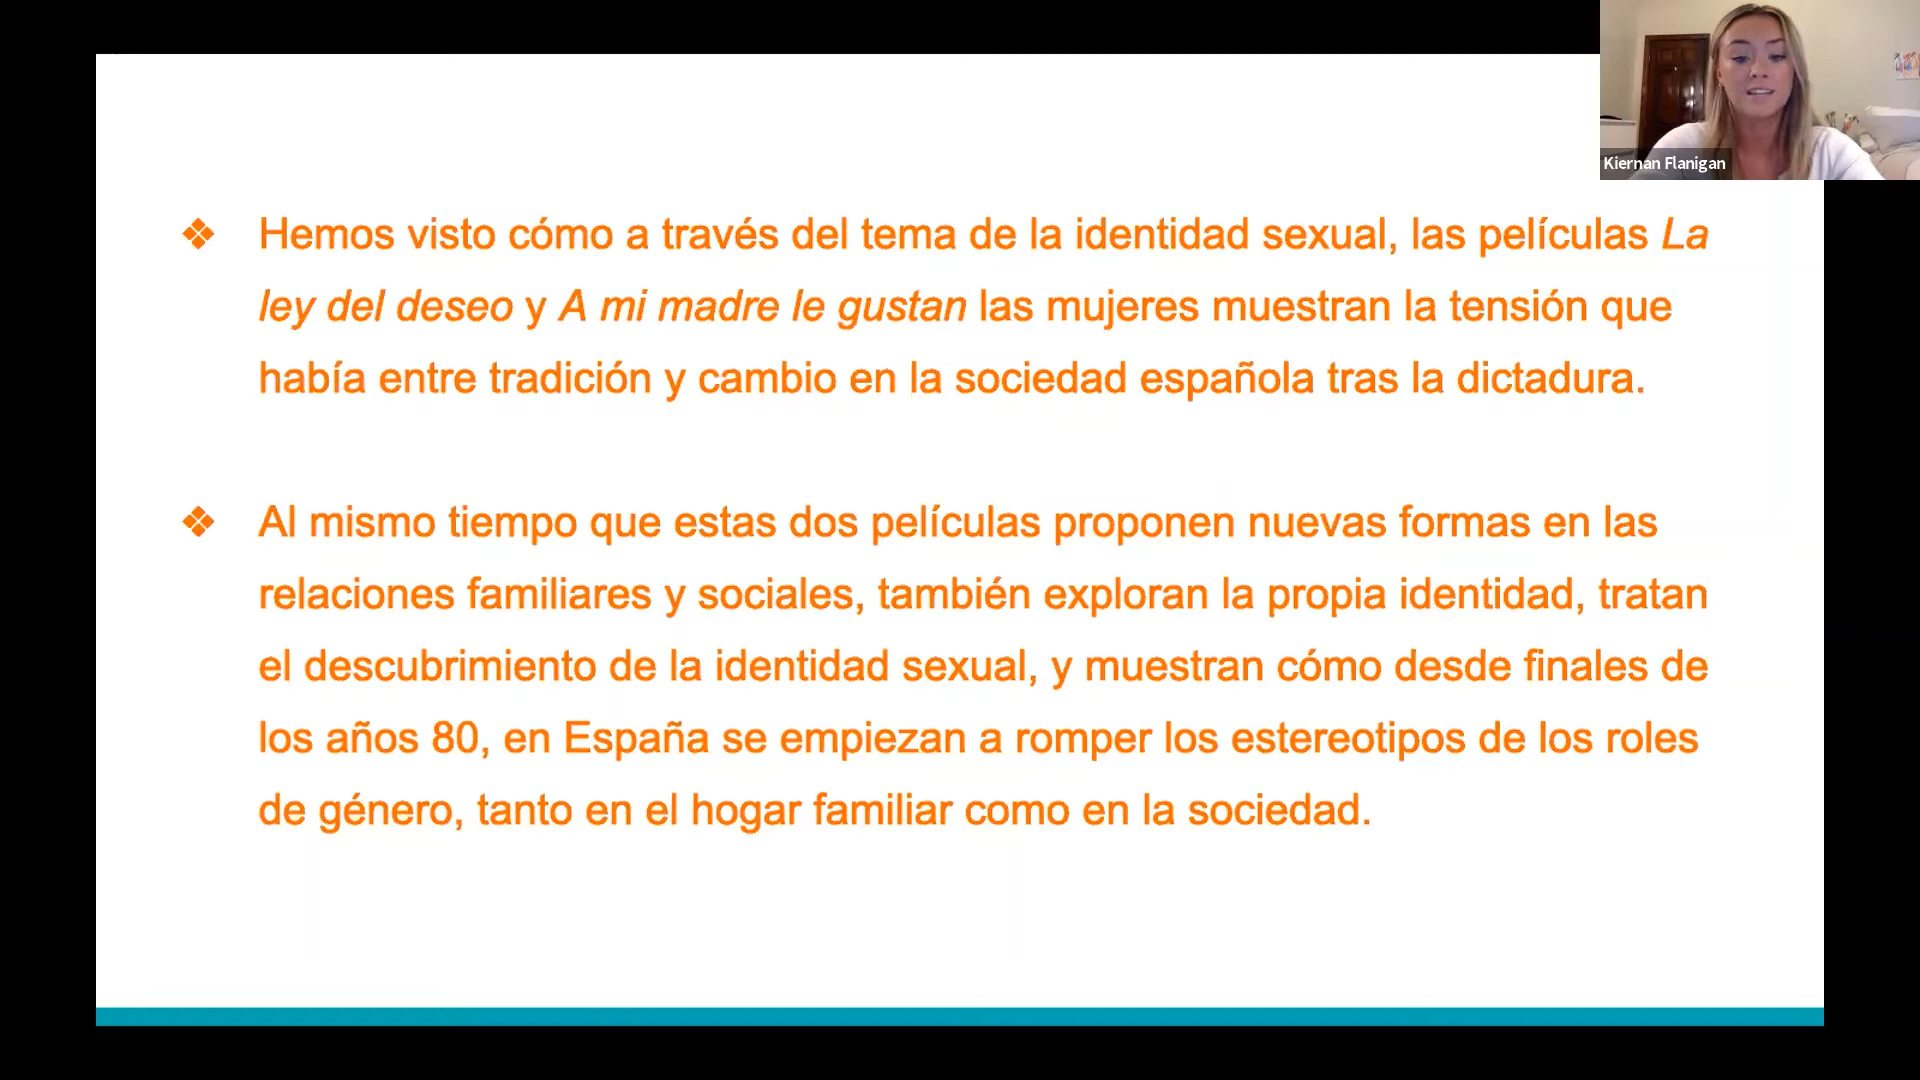 Kiernan Flanigan
❖ Hemos visto cómo a través del tema de la identidad sexual, las películas La
ley del deseo y A mi madre le gustan las mujeres muestran la tensión que
había entre tradición y cambio en la sociedad española tras la dictadura.
❖ Al mismo tiempo que estas dos películas proponen nuevas formas en las
relaciones familiares y sociales, también exploran la propia identidad, tratan
el descubrimiento de la identidad sexual, y muestran cómo desde finales de
los años 80, en España se empiezan a romper los estereotipos de los roles
de género, tanto en el hogar familiar como en la sociedad.